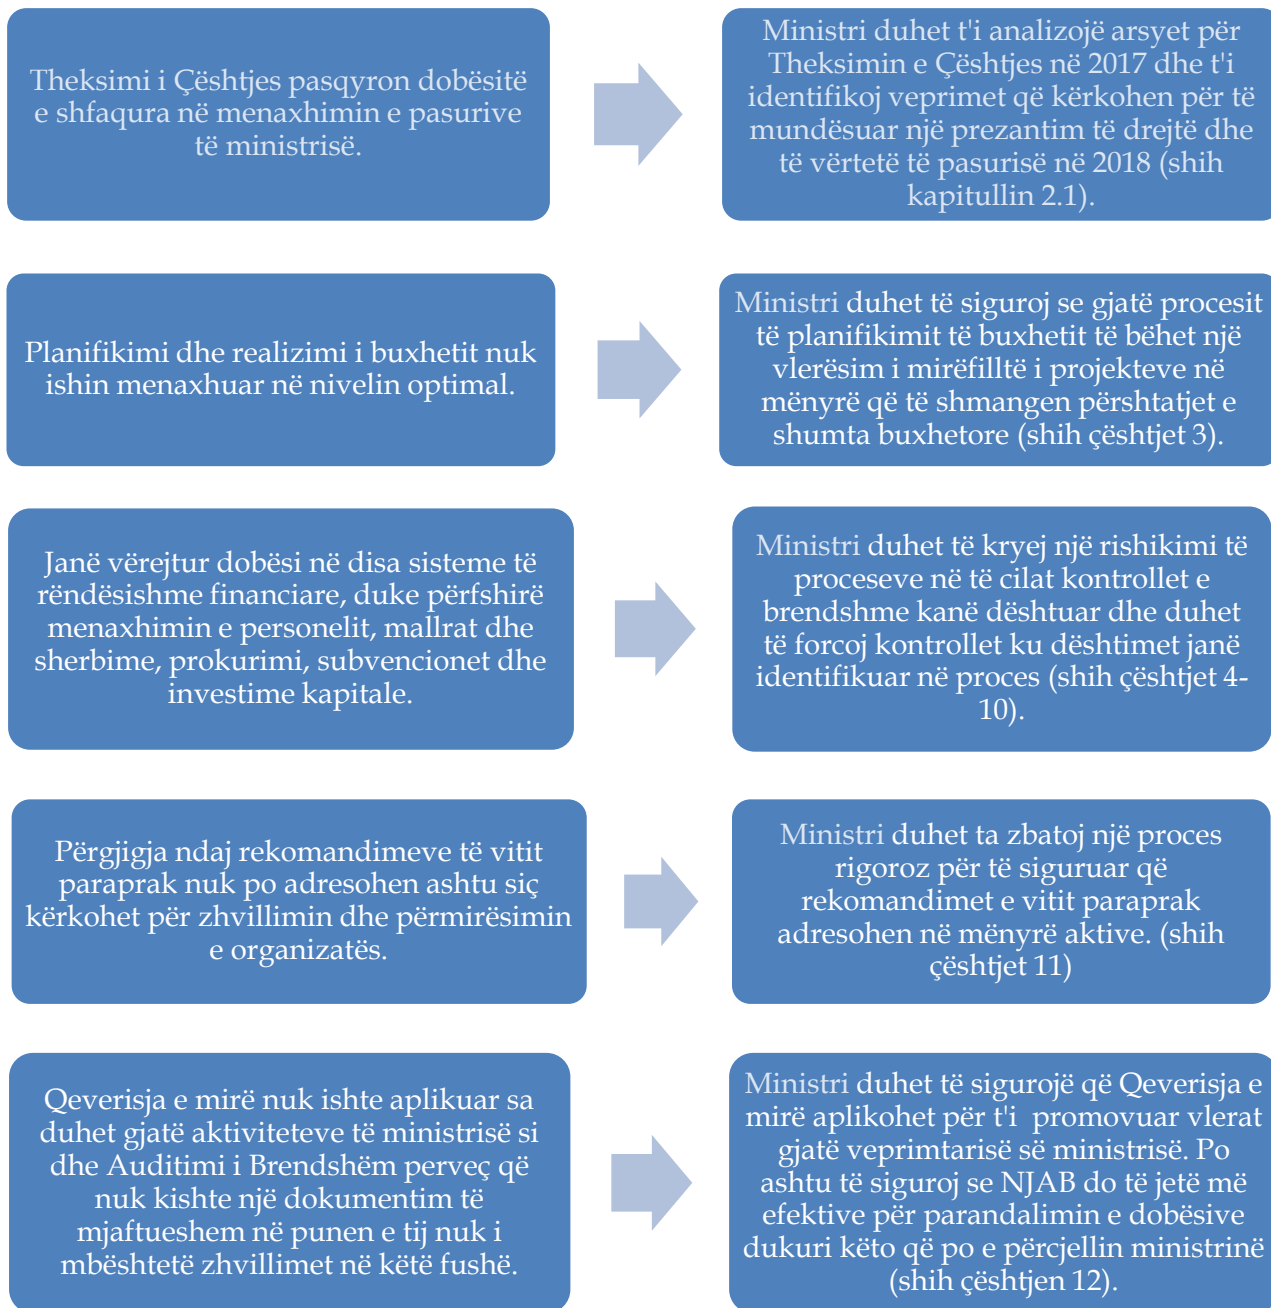 Theksimi i Çështjes pasqyron dobësitë
e shfaqura në menaxhimin e pasurive
të ministrisë.
Ministri duhet t'i analizojë arsyet për
Theksimin e Çështjes në 2017 dhe t'i
identifikoj veprimet që kërkohen për të
mundësuar një prezantim të drejtë dhe
të vërtetë të pasurisë në 2018 (shih
kapitullin 2.1).
Planifikimi dhe realizimi i buxhetit nuk
ishin menaxhuar në nivelin optimal.
Ministri duhet të siguroj se gjatë procesit
të planifikimit të buxhetit të bëhet një
vlerësim i mirëfilltë i projekteve në
mënyrë që të shmangen përshtatjet e
shumta buxhetore (shih çështjet 3).
Janë vërejtur dobësi në disa sisteme të
rëndësishme financiare, duke përfshirë
menaxhimin e personelit, mallrat dhe
sherbime, prokurimi, subvencionet dhe
investime kapitale.
Ministri duhet të kryej një rishikimi të
proceseve në të cilat kontrollet e
brendshme kanë dështuar dhe duhet
të forcoj kontrollet ku dështimet janë
identifikuar në proces (shih çështjet 4-
10).
Përgjigja ndaj rekomandimeve të vitit
paraprak nuk po adresohen ashtu siç
kërkohet për zhvillimin dhe përmirësimin
e organizatës.
Ministri duhet ta zbatoj një proces
rigoroz për të siguruar që
rekomandimet e vitit paraprak
adresohen në mënyrë aktive. (shih
çështjet 11)
Qeverisja e mirë nuk ishte aplikuar sa
duhet gjatë aktiviteteve të ministrisë si
dhe Auditimi i Brendshëm perveç që
nuk kishte një dokumentim të
mjaftueshem në punen e tij nuk i
mbështetë zhvillimet në këtë fushë.
Ministri duhet të sigurojë që Qeverisja e
mirë aplikohet për t'i  promovuar vlerat
gjatë veprimtarisë së ministrisë. Po
ashtu të siguroj se NJAB do të jetë më
efektive për parandalimin e dobësive
dukuri këto që po e përcjellin ministrinë
(shih çështjen 12).